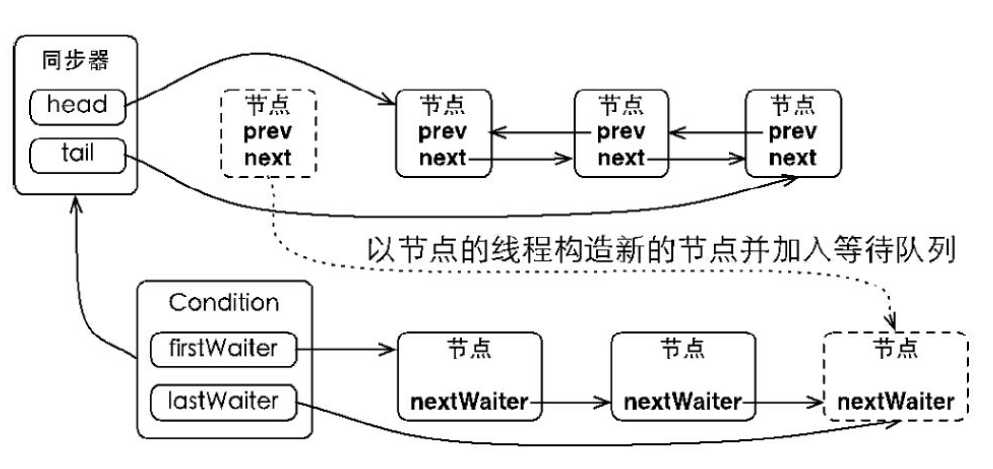 同步器
head
tail
节点
prev
next
节点
prev
next
节点
prev
next
节点
prev
next
以节点的线程构造新的节点并加入等待队列
Condition
firstWaiter
lastWaiter
节点
nextWaiter
节点
nextWaiter
节点
nextWaiter